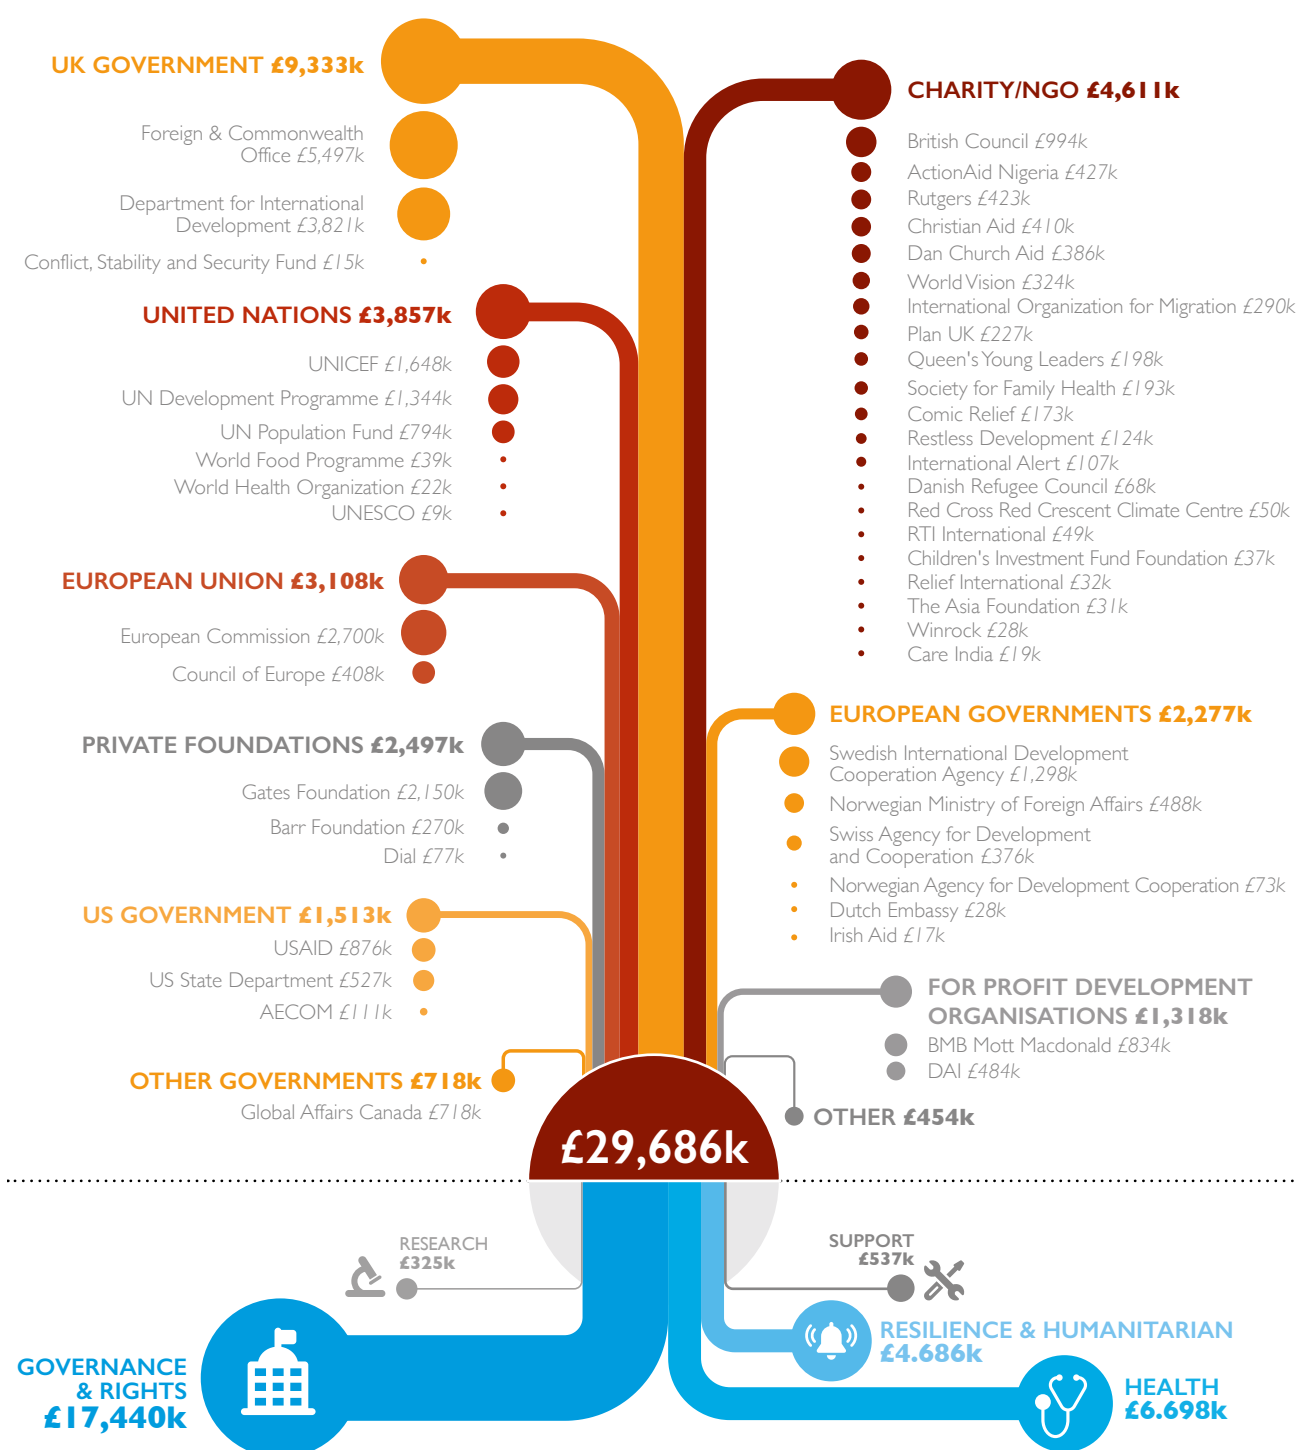 UK GOVERNMENT £9,333k
Foreign & Commonwealth
Office £5,497k
Department for International
Development £3,821k
Conflict, Stability and Security Fund £15k
UNITED NATIONS £3,857k
UNICEF £1,648k
UN Development Programme £1,344k
UN Population Fund £794k
World Food Programme £39k
World Health Organization £22k
UNESCO £9k
EUROPEAN UNION £3,108k
European Commission £2,700k
Council of Europe £408k
PRIVATE FOUNDATIONS £2,497k
Gates Foundation £2,150k
Barr Foundation £270k
Dial £77k
US GOVERNMENT £1,513k
USAID £876k
US State Department £527k
AECOM £111k
OTHER GOVERNMENTS £718k
Global Affairs Canada £718k
CHARITY/NGO £4,611k
British Council £994k
ActionAid Nigeria £427k
Rutgers £423k
Christian Aid £410k
Dan Church Aid £386k
World Vision £324k
International Organization for Migration £290k
Plan UK £227k
Queen's Young Leaders £198k
Society for Family Health £193k
Comic Relief £173k
Restless Development £124k
International Alert £107k
Danish Refugee Council £68k
Red Cross Red Crescent Climate Centre £50k
RTI International £49k
Children's Investment Fund Foundation £37k
Relief International £32k
The Asia Foundation £31k
Winrock £28k
Care India £19k
EUROPEAN GOVERNMENTS £2,277k
Swedish International Development
Cooperation Agency £1,298k
Norwegian Ministry of Foreign Affairs £488k
Swiss Agency for Development
and Cooperation £376k
Norwegian Agency for Development Cooperation £73k
Dutch Embassy £28k
Irish Aid £17k
FOR PROFIT DEVELOPMENT
ORGANISATIONS £1,318k
BMB Mott Macdonald £834k
DAI £484k
OTHER £454k
£29,686k
RESEARCH
£325k
SUPPORT
£537k
GOVERNANCE
& RIGHTS
£17,440k
RESILIENCE & HUMANITARIAN
£4.686k
HEALTH
£6.698k